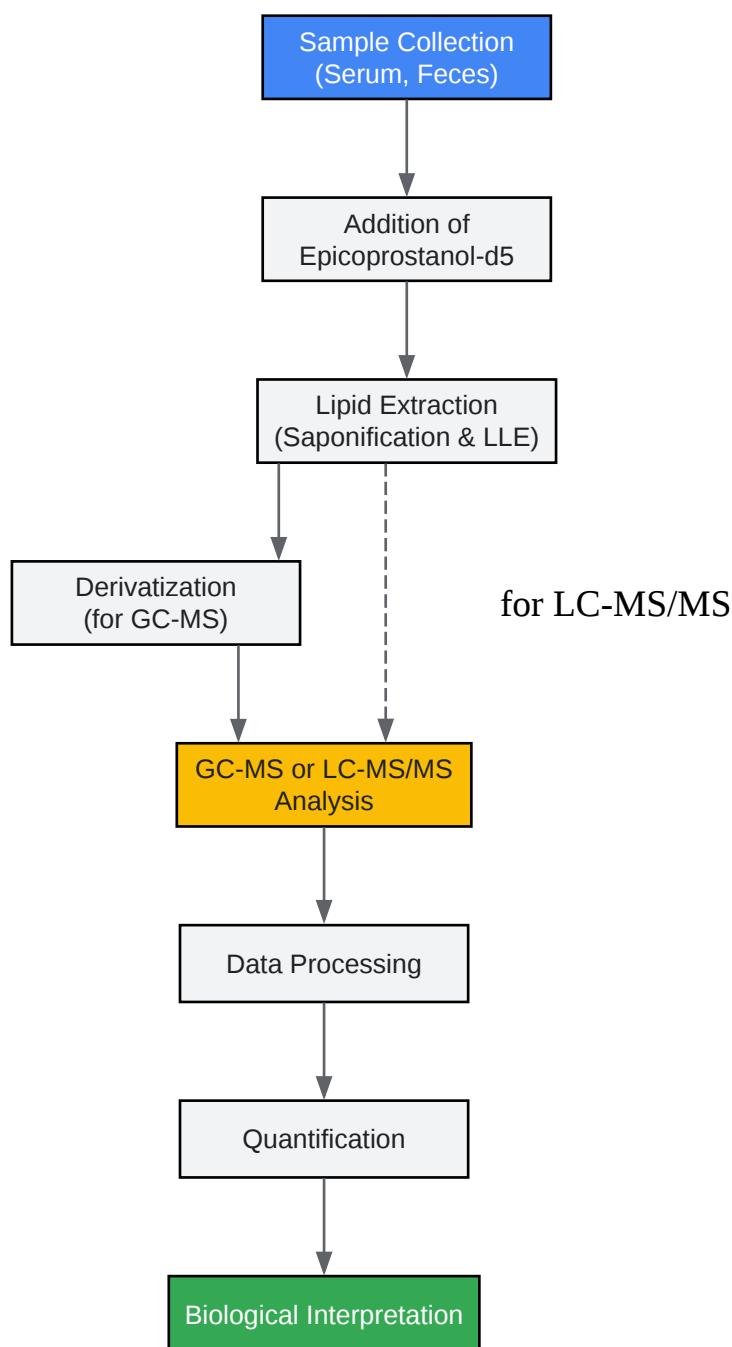 Sample Collection
(Serum, Feces)
Addition of
Epicoprostanol-d5
Lipid Extraction
(Saponification & LLE)
Derivatization
(for GC-MS)
for LC-MS/MS
GC-MS or LC-MS/MS
Analysis
Data Processing
Quantification
Biological Interpretation